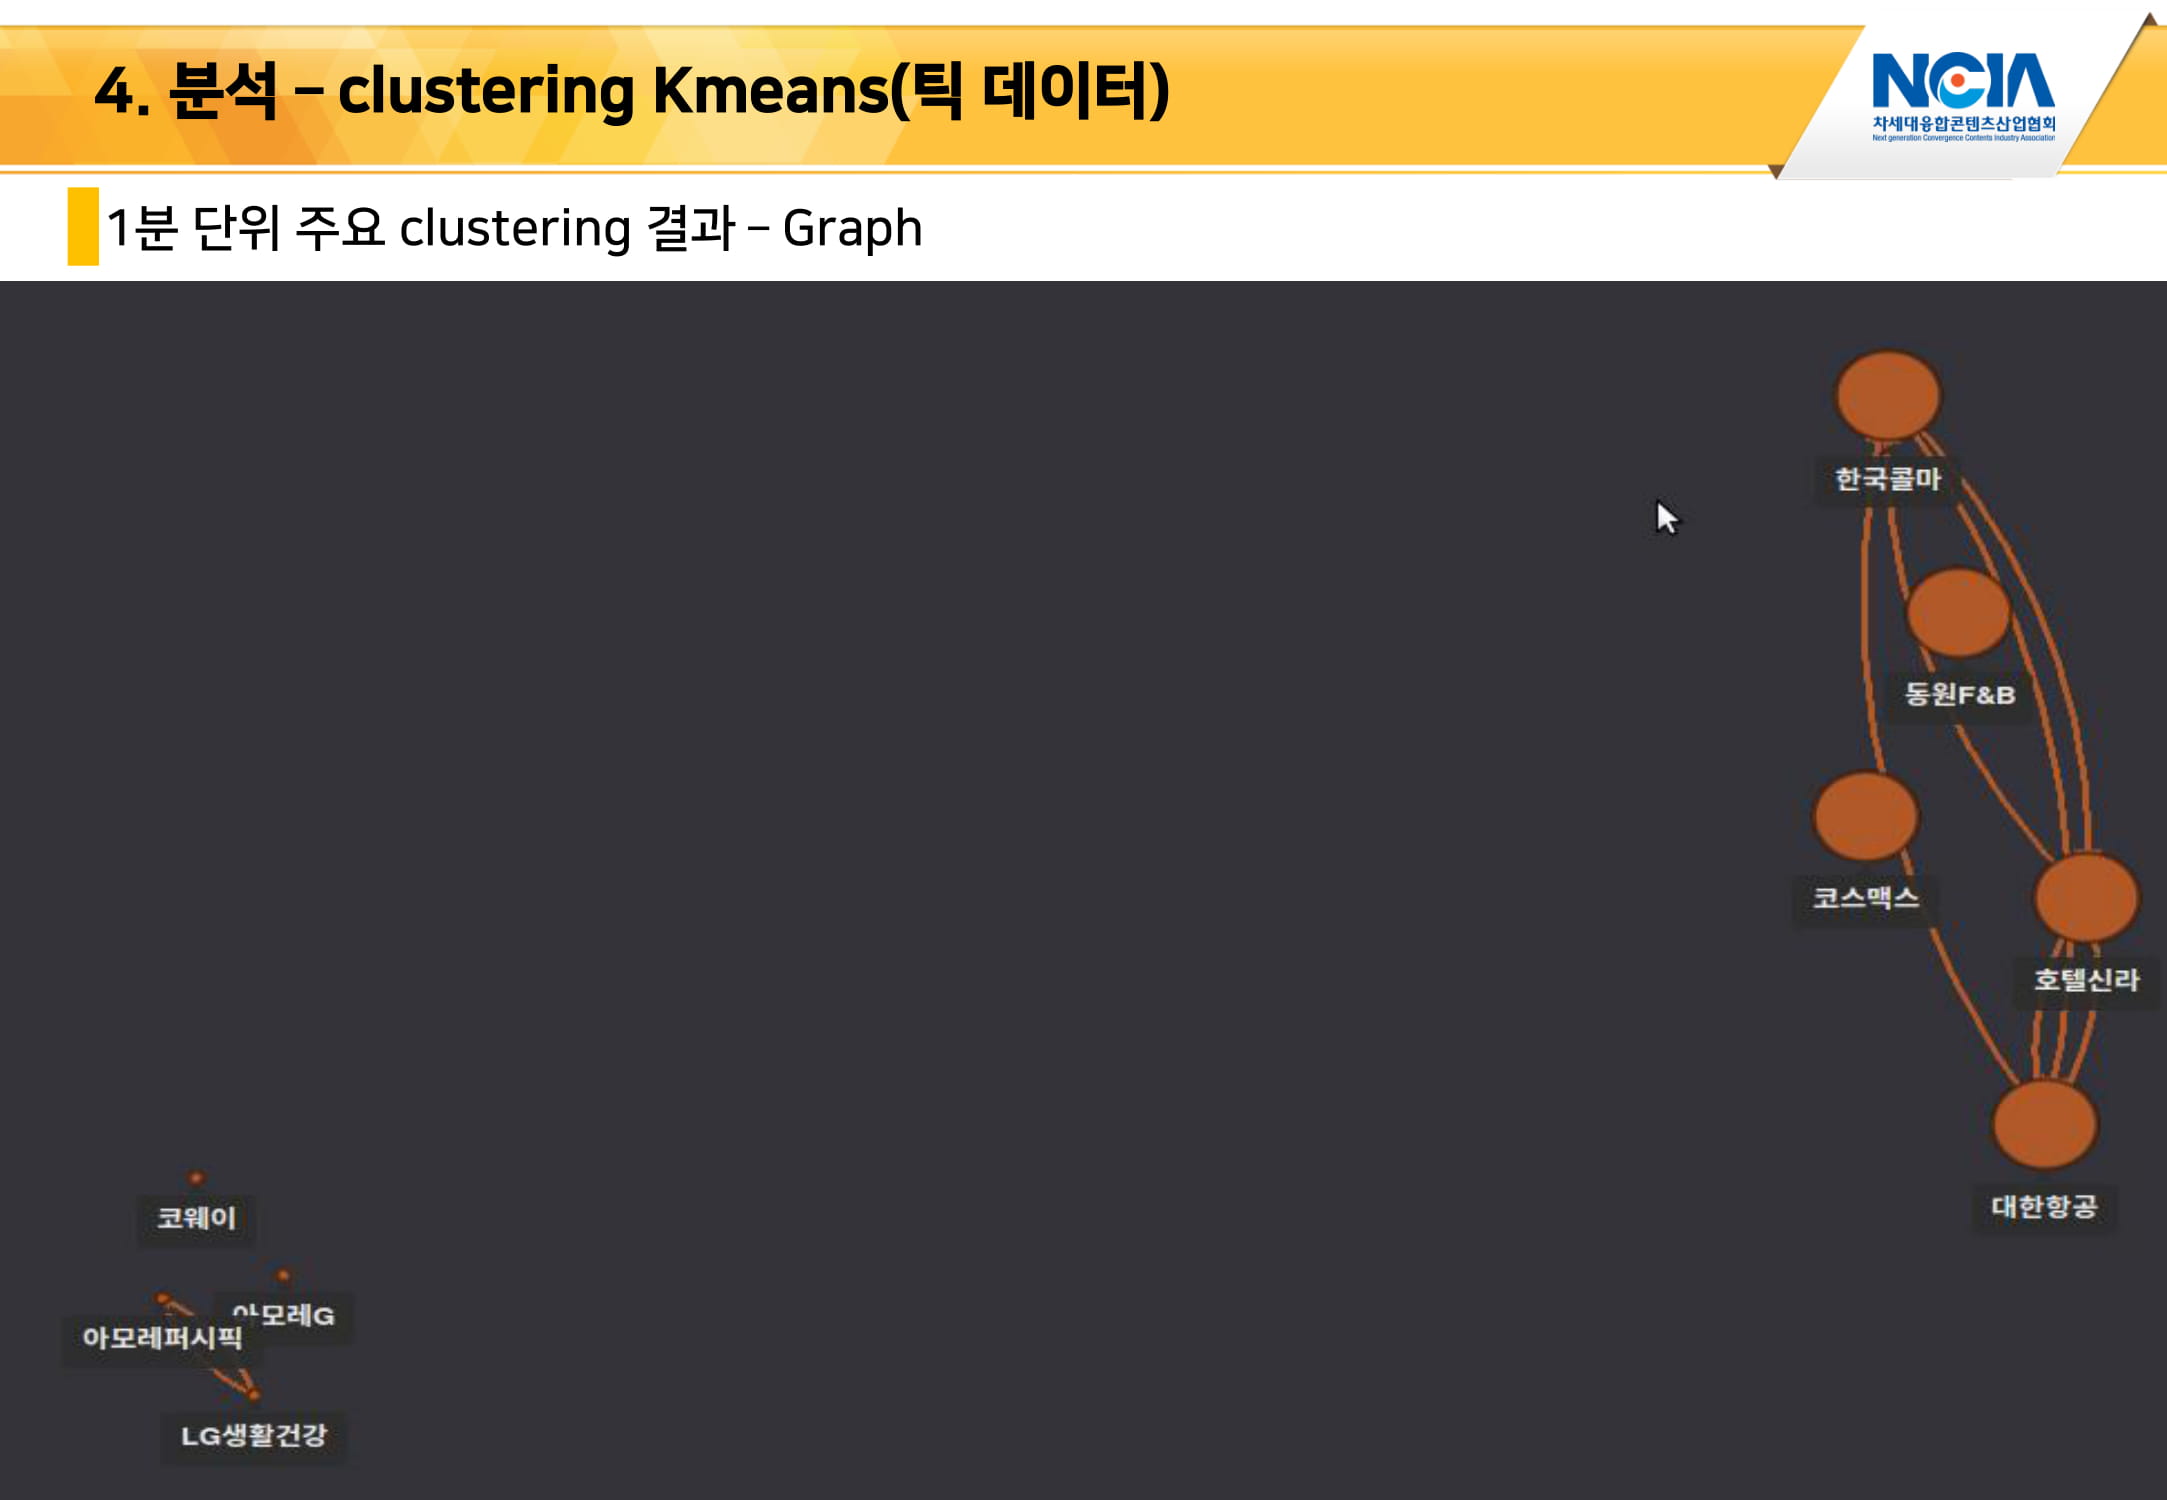 4. 분석 – clustering Kmeans(틱 데이터)
NCIA
차세대융합콘텐츠산업협회
Next generation Convergence Contents Industry Association
1분 단위 주요 clustering 결과 – Graph
한국콜마
동원F&B
코스맥스
호텔신라
대한항공
코웨이
아모레G
아모레퍼시픽
LG생활건강